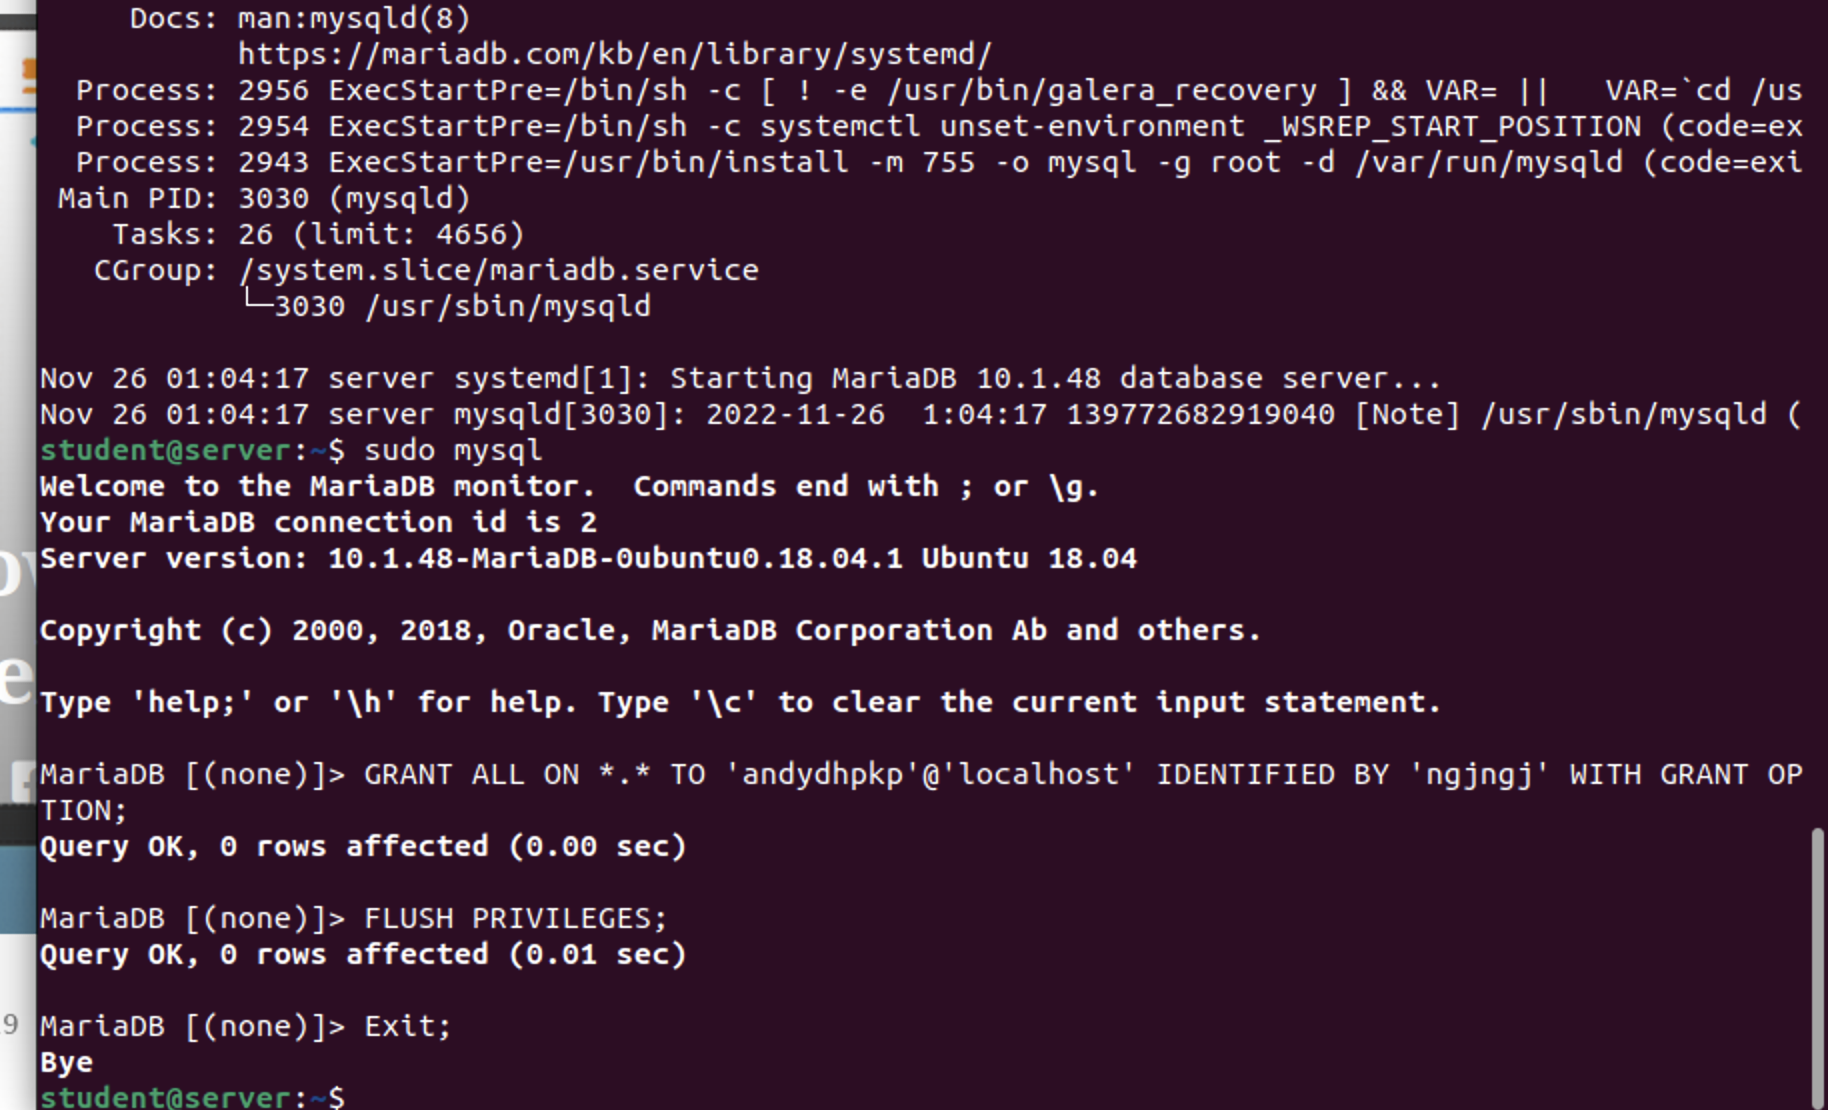 Docs: man:mysqld(8)
https://mariadb.com/kb/en/library/systemd/
Process: 2956 ExecStartPre=/bin/sh -c [ ! -e /usr/bin/galera_recovery ] && VAR= ||   VAR=`cd /us
Process: 2954 ExecStartPre=/bin/sh -c systemctl unset-environment _WSREP_START_POSITION (code=ex
Process: 2943 ExecStartPre=/usr/bin/install -m 755 -o mysql -g root -d /var/run/mysqld (code=exi
Main PID: 3030 (mysqld)
Tasks: 26 (limit: 4656)
CGroup: /system.slice/mariadb.service
└─3030 /usr/sbin/mysqld
Nov 26 01:04:17 server systemd[1]: Starting MariaDB 10.1.48 database server...
Nov 26 01:04:17 server mysqld[3030]: 2022-11-26  1:04:17 139772682919040 [Note] /usr/sbin/mysqld (
student@server:~$ sudo mysql
Welcome to the MariaDB monitor.  Commands end with ; or \g.
Your MariaDB connection id is 2
Server version: 10.1.48-MariaDB-0ubuntu0.18.04.1 Ubuntu 18.04
Copyright (c) 2000, 2018, Oracle, MariaDB Corporation Ab and others.
Type 'help;' or '\h' for help. Type '\c' to clear the current input statement.
MariaDB [(none)]> GRANT ALL ON *.* TO 'andydhpkp'@'localhost' IDENTIFIED BY 'ngjngj' WITH GRANT OP
TION;
Query OK, 0 rows affected (0.00 sec)
MariaDB [(none)]> FLUSH PRIVILEGES;
Query OK, 0 rows affected (0.01 sec)
MariaDB [(none)]> Exit;
Bye
student@server:~$